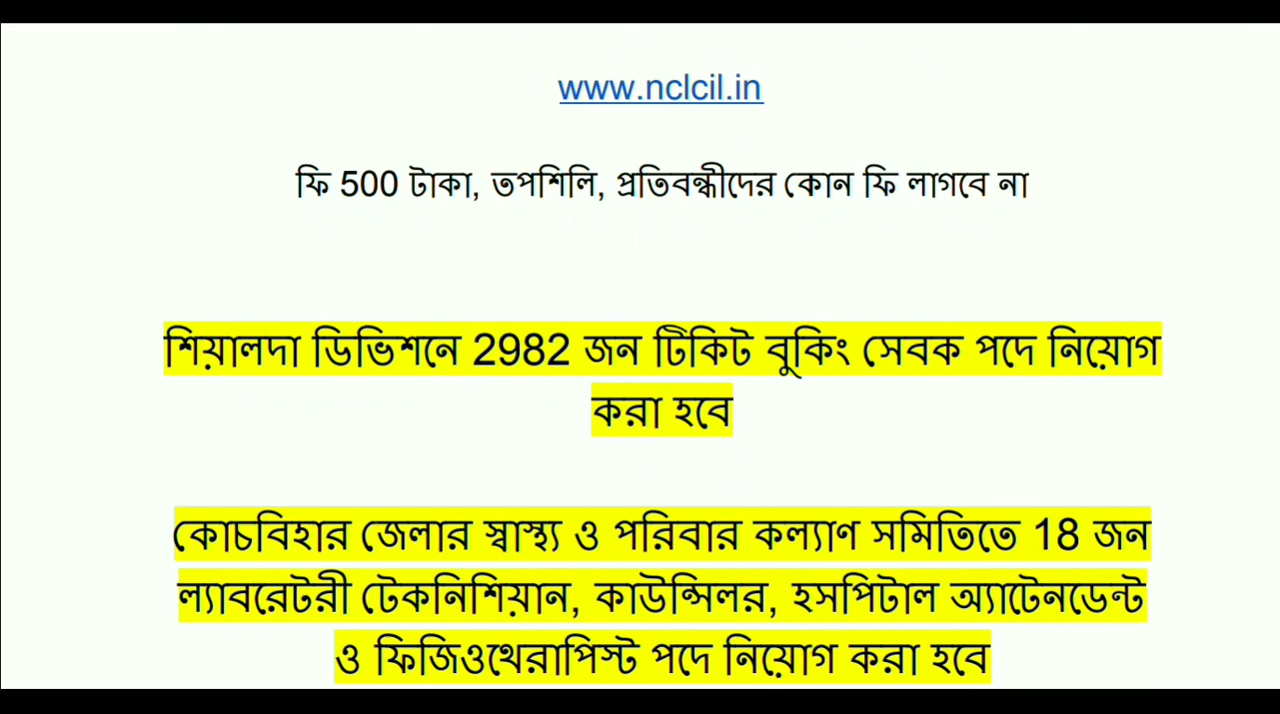 www.nclcil.in
ফি 500 টাকা, তপশিলি, প্রতিবন্ধীদের কোন ফি লাগবে না
শিয়ালদা ডিভিশনে 2982 জন টিকিট বুকিং সেবক পদে নিয়োগ
করা হবে
কোচবিহার জেলার স্বাস্থ্য ও পরিবার কল্যাণ সমিতিতে 18 জন
ল্যাবরেটরী টেকনিশিয়ান, কাউন্সিলর, হসপিটাল অ্যাটেনডেন্ট
ও ফিজিওথেরাপিস্ট পদে নিয়োগ করা হবে